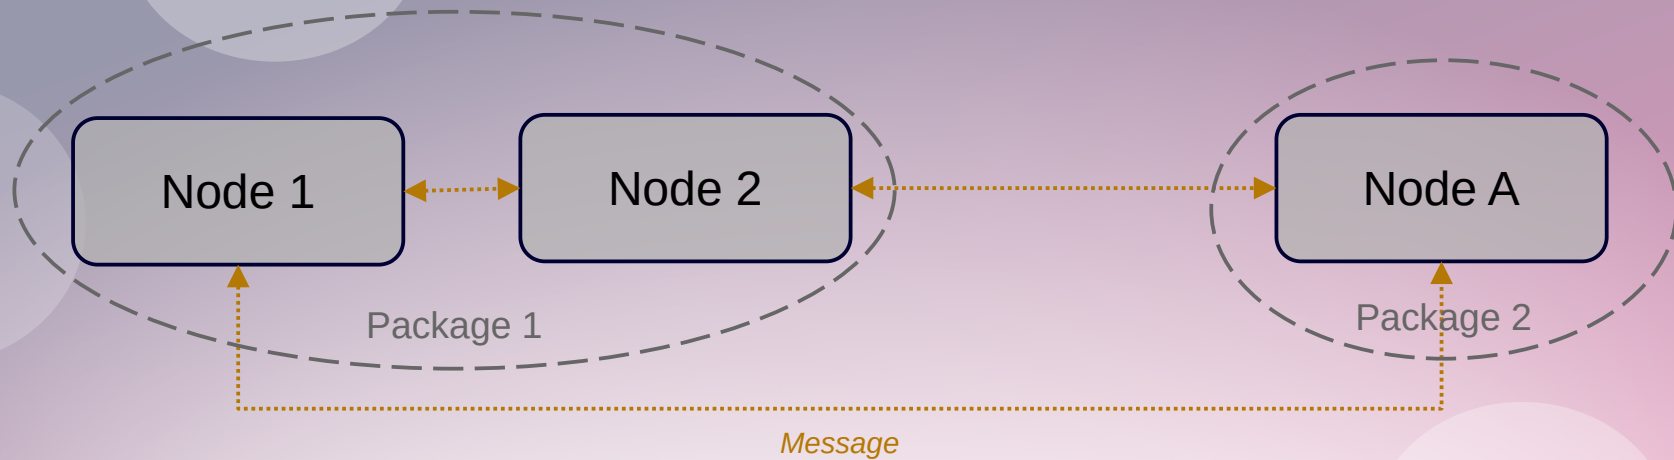 Node 1
Node 2
Node A
Package 1
Package 2
Message